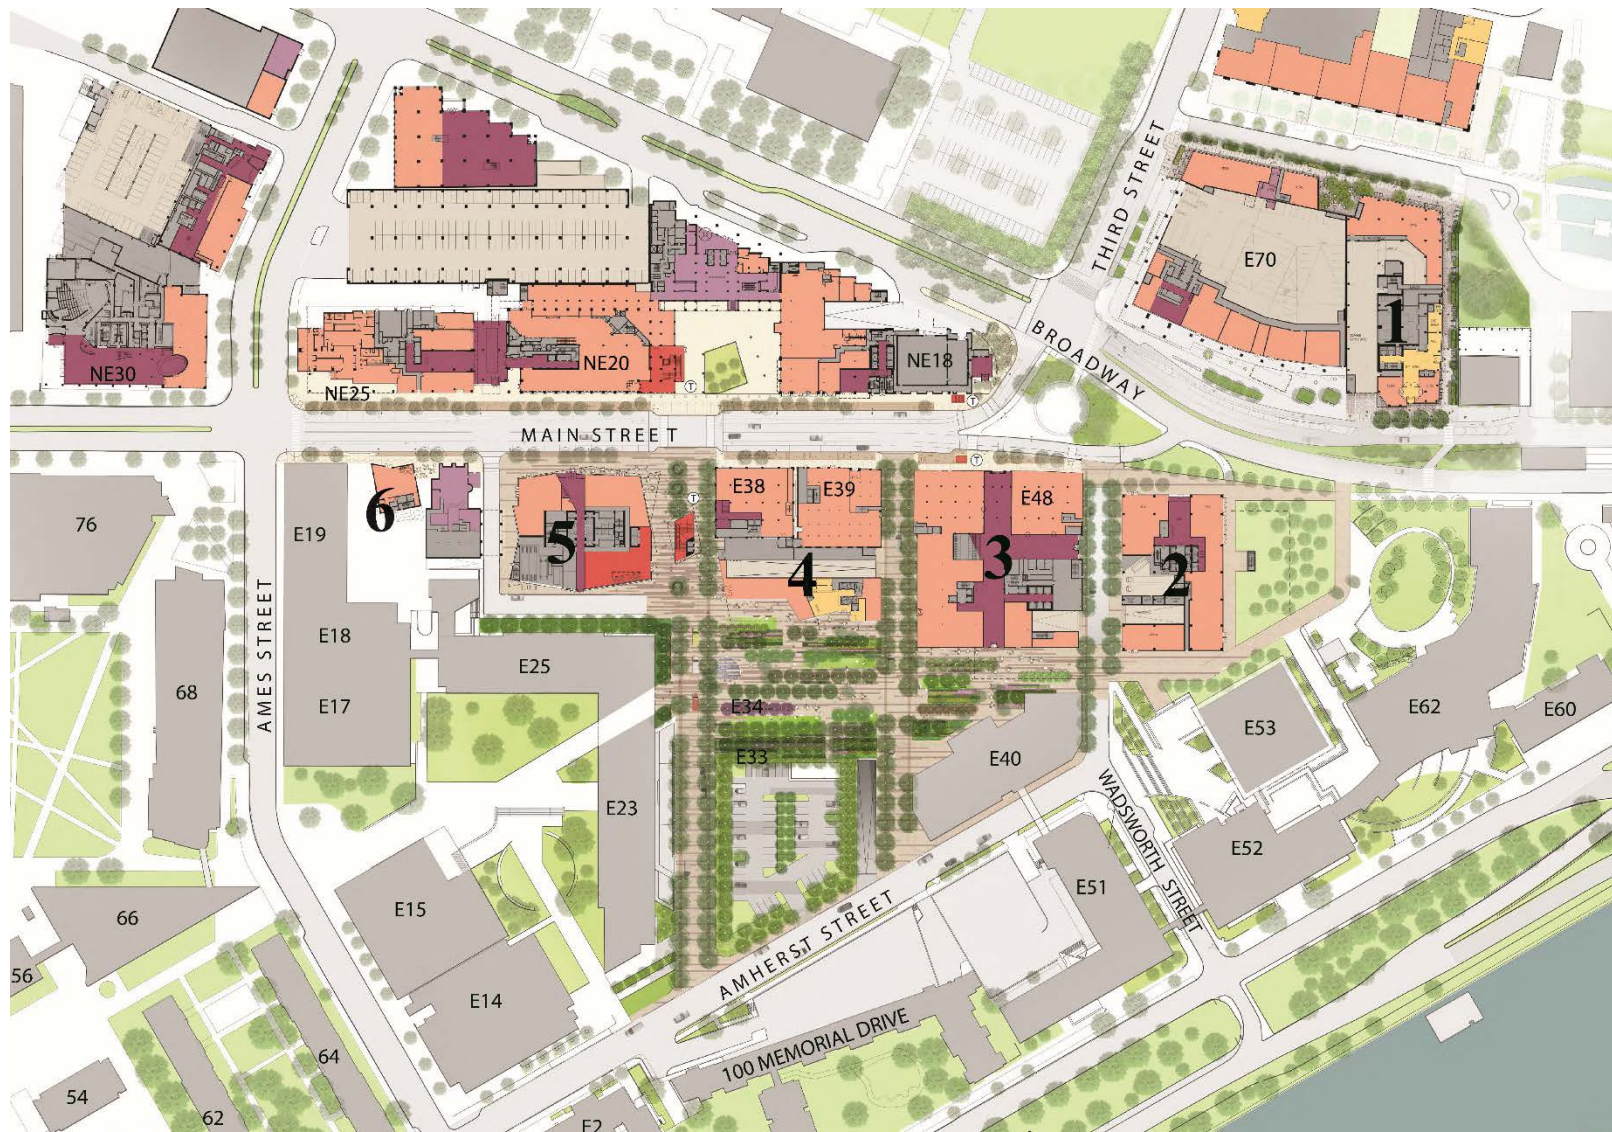 THIRD STREET
E70
1
BROADWAY
NE30
NE25
NE20
NE18
T
T
MAIN STREET
T
T
76
E19
6
5
E38
E39
4
E48
3
2
AMES STREET
68
E18
E17
E25
E34
E33
E23
E40
E53
E62
E60
WADSWORTH STREET
E52
E51
66
E15
E14
AMHERST STREET
56
54
62
64
E2
100 MEMORIAL DRIVE